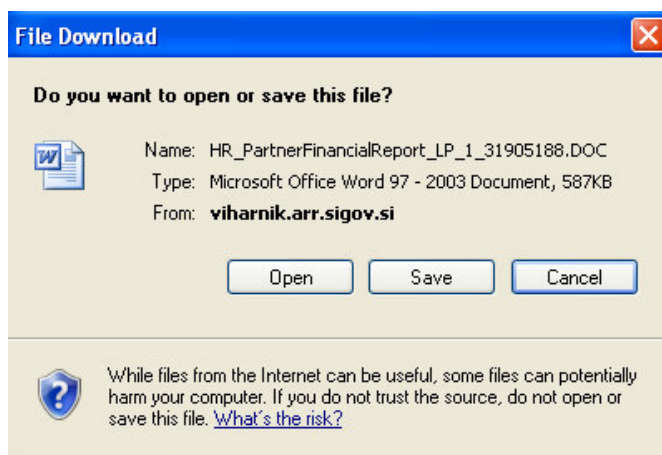 File Download
Do you want to open or save this file?
Name: HR_PartnerFinancialReport_LP_1_31905188.DOC
Type: Microsoft Office Word 97 - 2003 Document, 587KB
From: viharnik.arr.sigov.si
Open Save Cancel
While files from the Internet can be useful, some files can potentially
harm your computer. If you do not trust the source, do not open or
save this file. What's the risk?